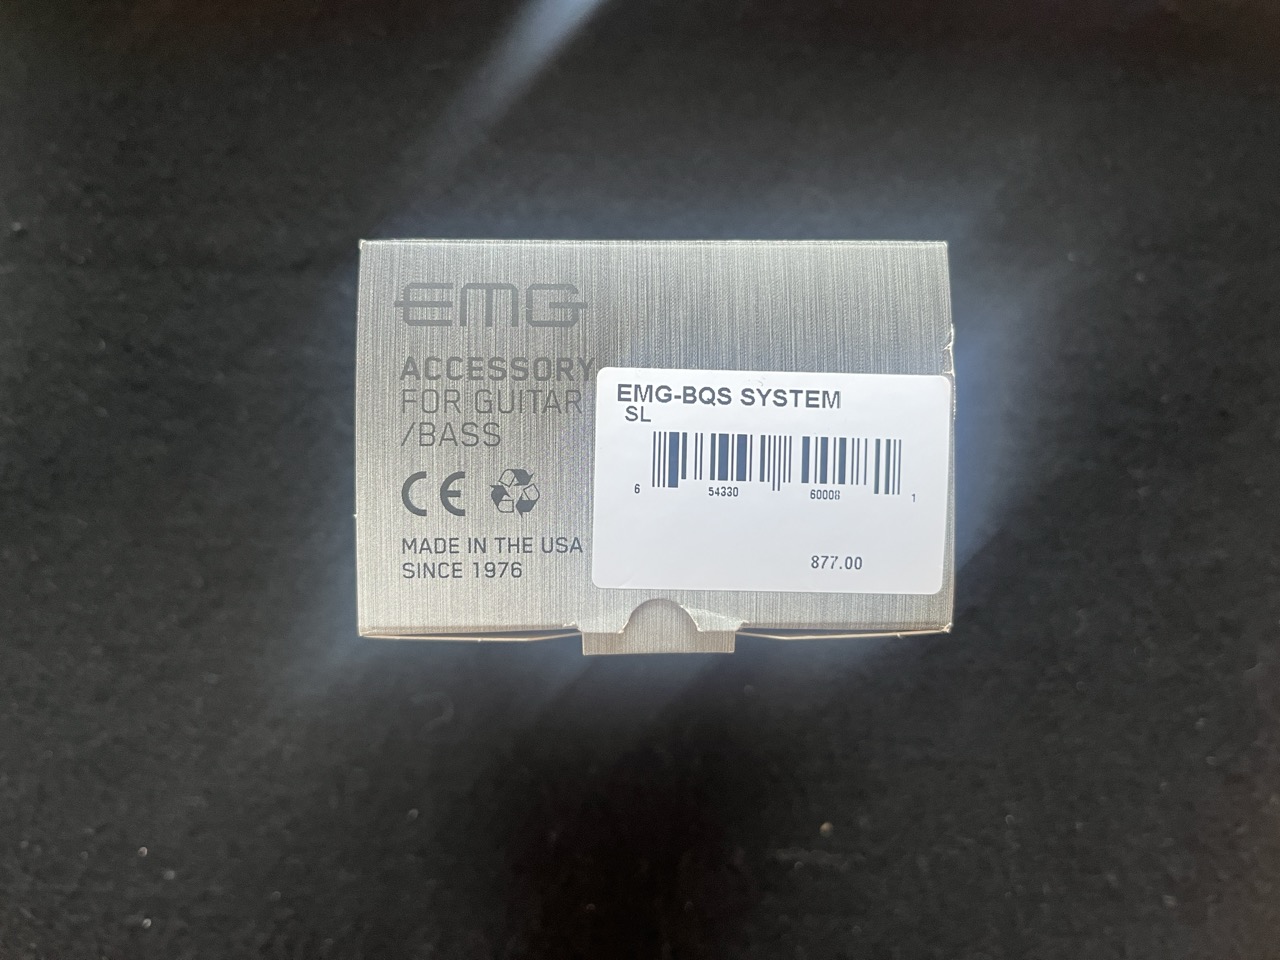 EMG
ACCESSORY
FOR GUITAR
/BASS
CE
MADE IN THE USA
SINCE 1976
EMG-BQS SYSTEM
SL
6 54330 60008 1
877.00